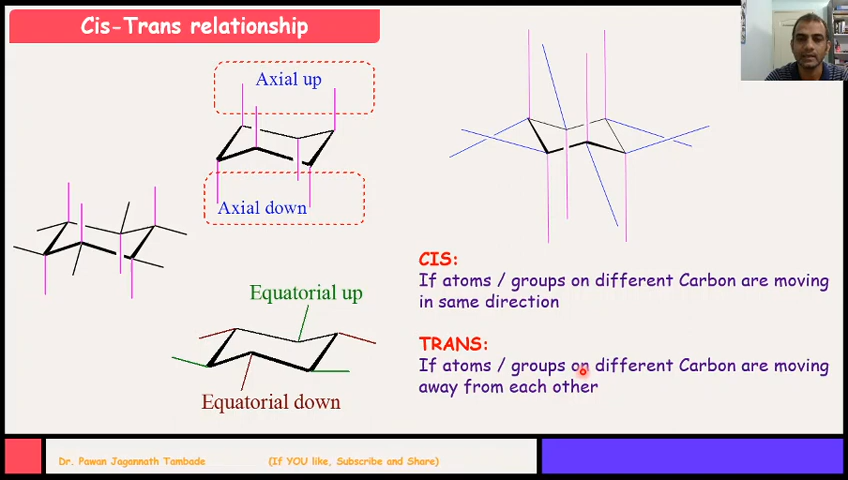 Cis-Trans relationship
Axial up
Axial down
Equatorial up
Equatorial down
CIS:
If atoms / groups on different Carbon are moving
in same direction
TRANS:
If atoms / groups on different Carbon are moving
away from each other
Dr. Pawan Jagannath Tambade (If YOU like, Subscribe and Share)